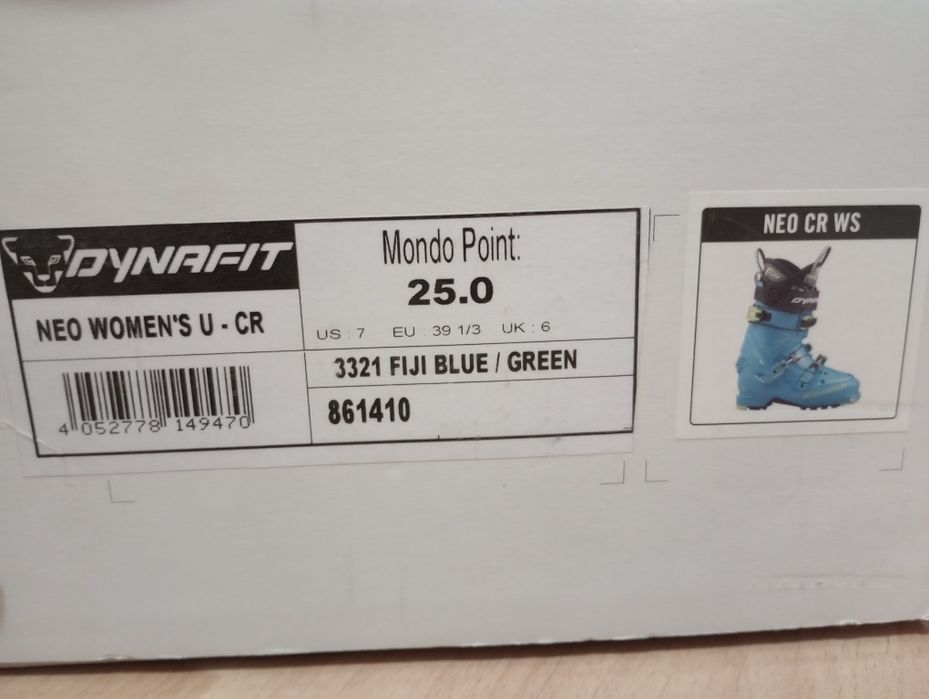 DYNAFIT
NEO WOMEN'S U - CR
4 052778 149470
Mondo Point:
25.0
US : 7 EU : 39 1/3 UK : 6
3321 FIJI BLUE / GREEN
861410
NEO CR WS